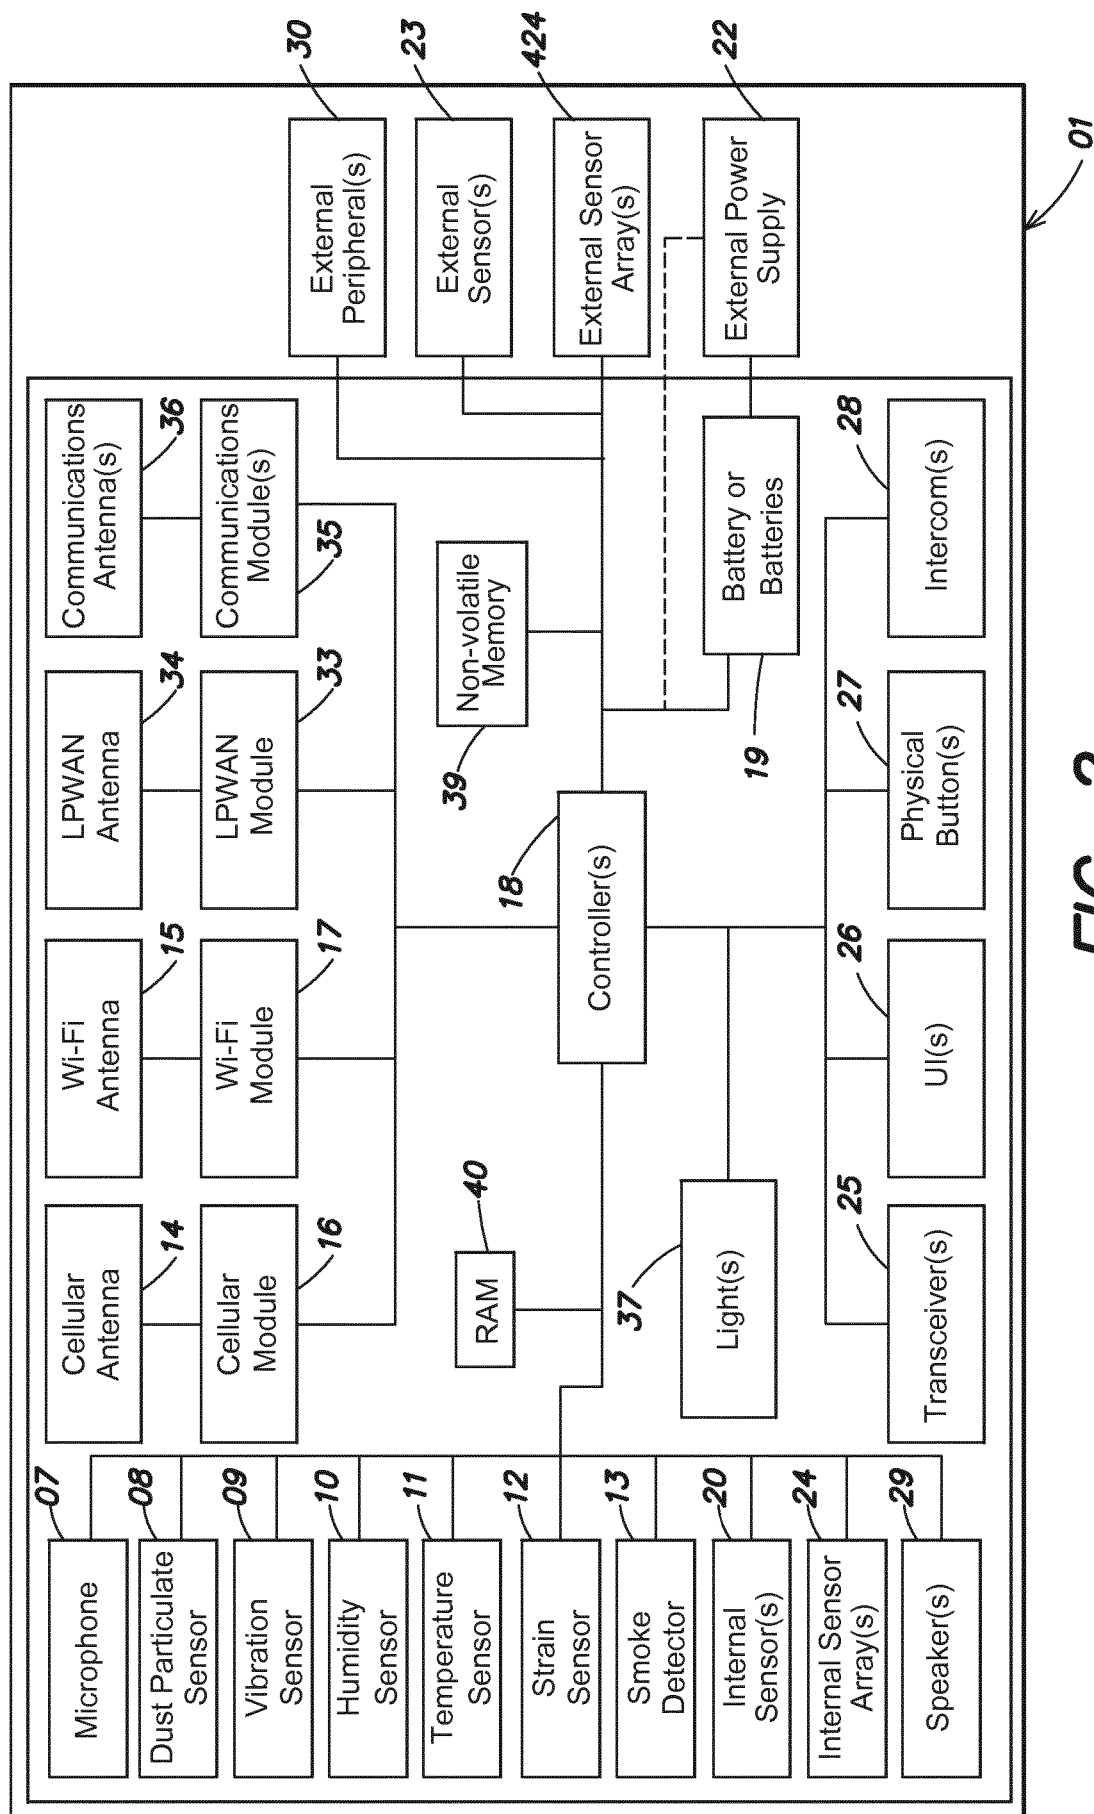 07
Microphone
08
Dust Particulate
Sensor
09
Vibration
Sensor
10
Humidity
Sensor
11
Temperature
Sensor
12
Strain
Sensor
13
Smoke
Detector
20
Internal
Sensor(s)
24
Internal Sensor
Array(s)
29
Speaker(s)
Cellular
Antenna
14
Cellular
Module
16
Wi-Fi
Antenna
15
Wi-Fi
Module
17
LPWAN
Antenna
34
LPWAN
Module
33
Communications
Antenna(s)
36
Communications
Module(s)
35
RAM
40
Controller(s)
18
Non-volatile
Memory
39
Light(s)
37
Battery or
Batteries
19
Transceiver(s)
25
UI(s)
26
Physical
Button(s)
27
Intercom(s)
28
External
Peripheral(s)
30
External
Sensor(s)
23
External Sensor
Array(s)
424
External Power
Supply
22
01
FIG.